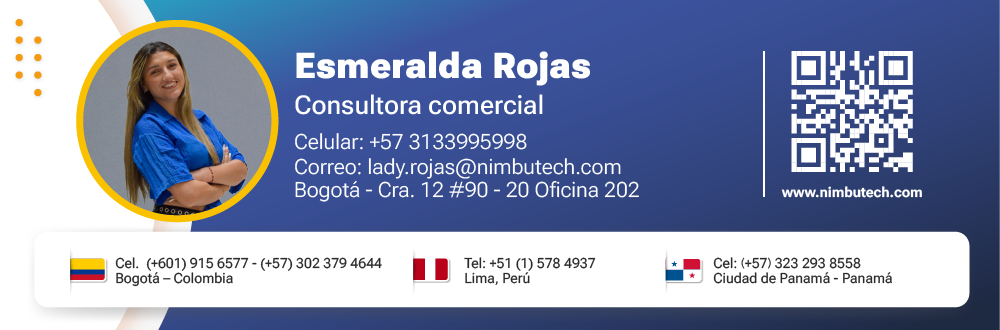 Esmeralda Rojas
Consultora comercial
Celular: +57 3133995998
Correo: lady.rojas@nimbutech.com
Bogotá - Cra. 12 #90 - 20 Oficina 202
www.nimbutech.com
Cel. (+601) 915 6577 - (+57) 302 379 4644
Bogotá – Colombia
Tel: +51 (1) 578 4937
Lima, Perú
Cel: (+57) 323 293 8558
Ciudad de Panamá - Panamá